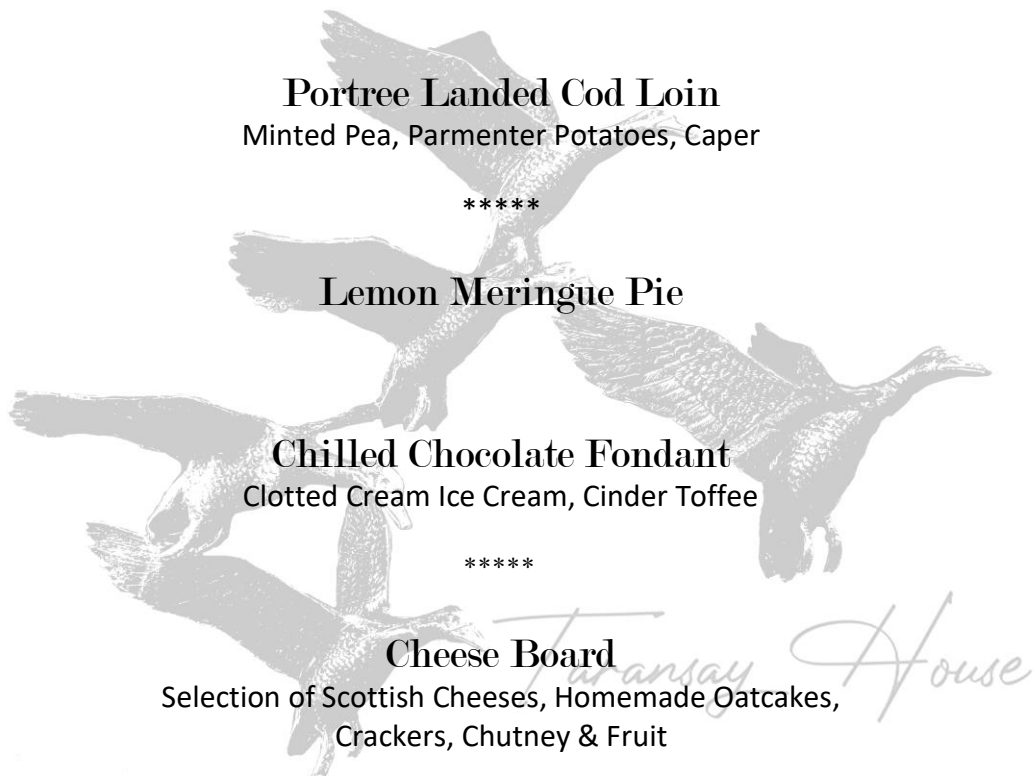 Portree Landed Cod Loin
Minted Pea, Parmenter Potatoes, Caper
*****
Lemon Meringue Pie
Chilled Chocolate Fondant
Clotted Cream Ice Cream, Cinder Toffee
*****
Cheese Board
Taransay House
Selection of Scottish Cheeses, Homemade Oatcakes,
Crackers, Chutney & Fruit